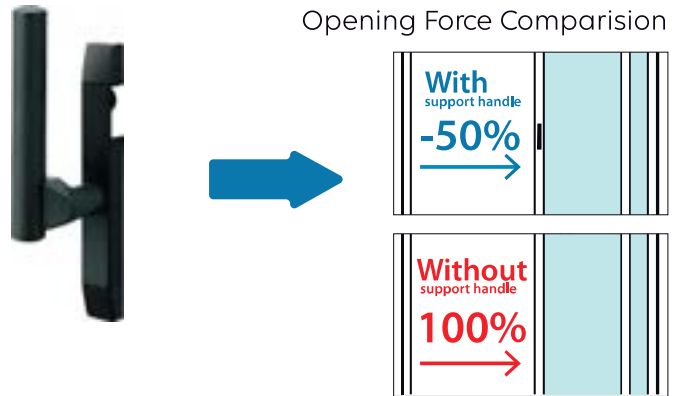 Opening Force Comparision
With
support handle
-50%
Without
support handle
100%